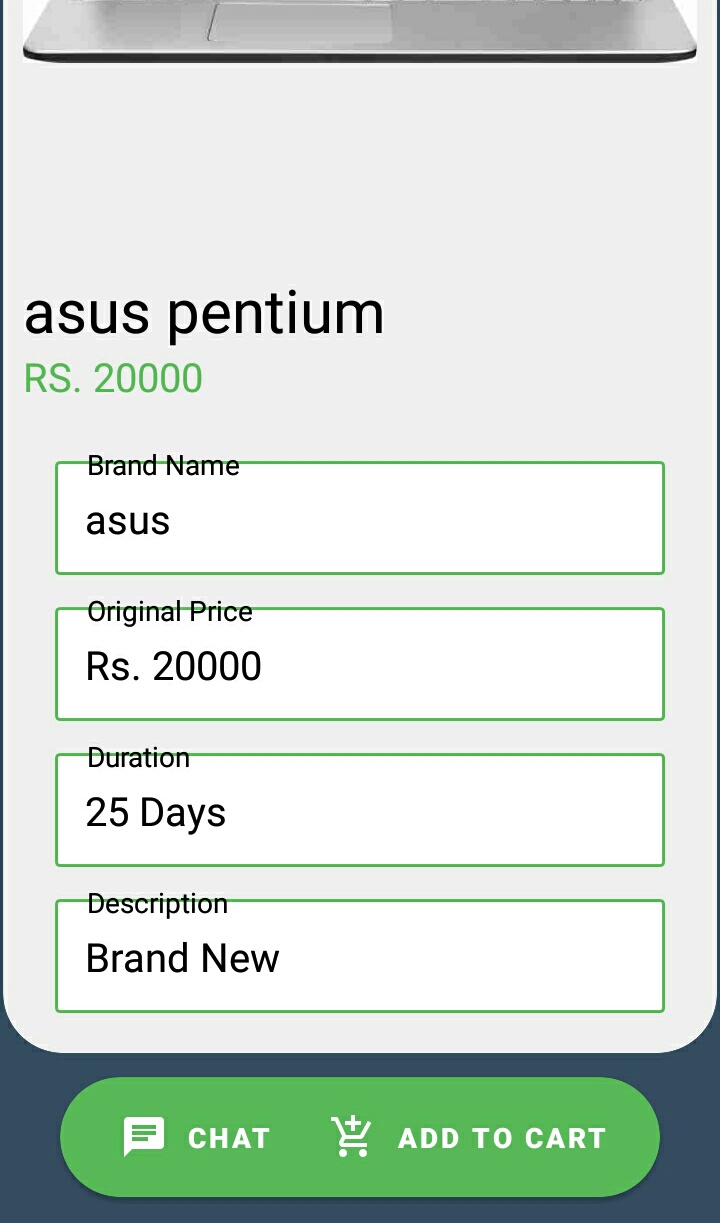 asus pentium
RS. 20000
Brand Name
asus
Original Price
Rs. 20000
Duration
25 Days
Description
Brand New
CHAT
ADD TO CART